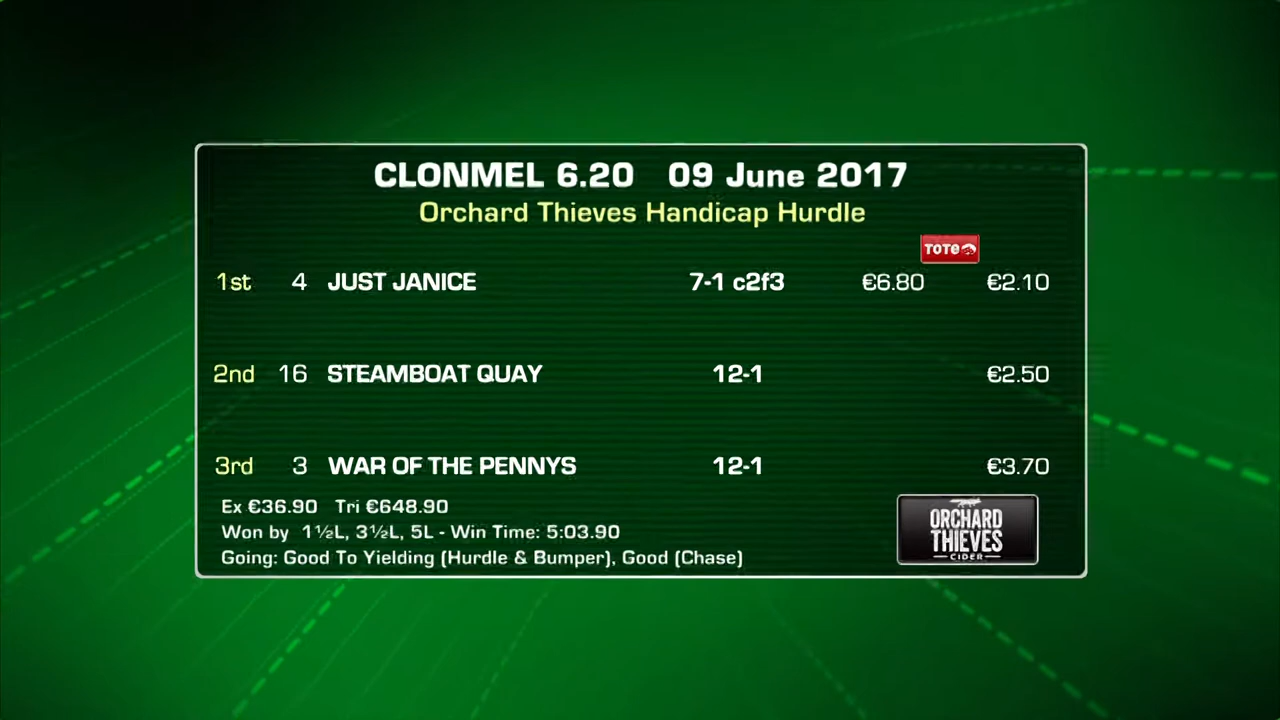 CLONMEL 6.20 09 June 2017
Orchard Thieves Handicap Hurdle
TOTE
1st 4 JUST JANICE 7-1 c2f3 €6.80 €2.10
2nd 16 STEAMBOAT QUAY 12-1 €2.50
3rd 3 WAR OF THE PENNYS 12-1 €3.70
Ex €36.90 Tri €648.90
Won by 1½L, 3½L, 5L - Win Time: 5:03.90
Going: Good To Yielding (Hurdle & Bumper), Good (Chase)
ORCHARD
THIEVES
CIDER